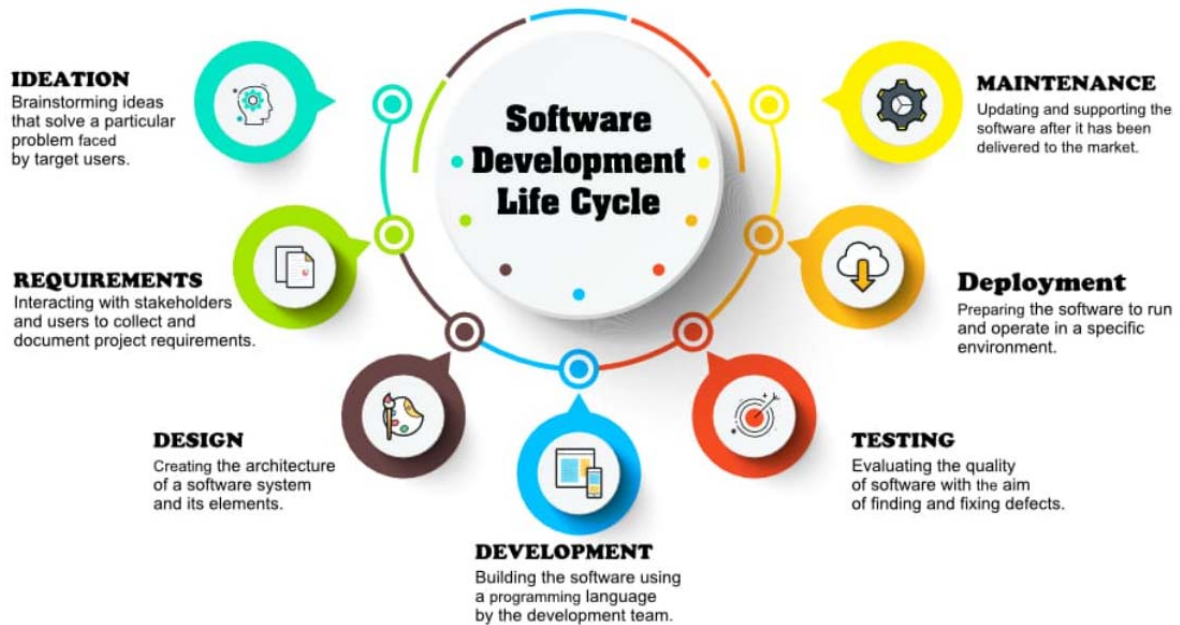 Software
Development
Life Cycle
IDEATION
Brainstorming ideas
that solve a particular
problem faced
by target users.
REQUIREMENTS
Interacting with stakeholders
and users to collect and
document project requirements.
DESIGN
Creating the architecture
of a software system
and its elements.
DEVELOPMENT
Building the software using
a programming language
by the development team.
TESTING
Evaluating the quality
of software with the aim
of finding and fixing defects.
Deployment
Preparing the software to run
and operate in a specific
environment.
MAINTENANCE
Updating and supporting the
software after it has been
delivered to the market.